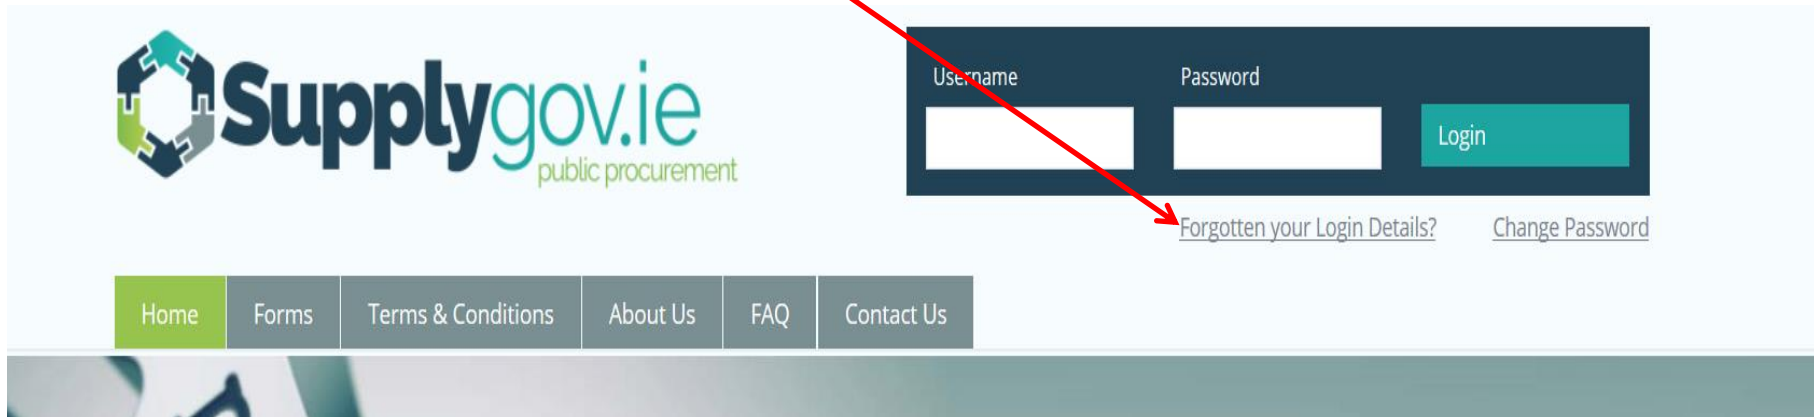 Supplygov.ie
public procurement
Username
Password
Login
Forgotten your Login Details?
Change Password
Home
Forms
Terms & Conditions
About Us
FAQ
Contact Us